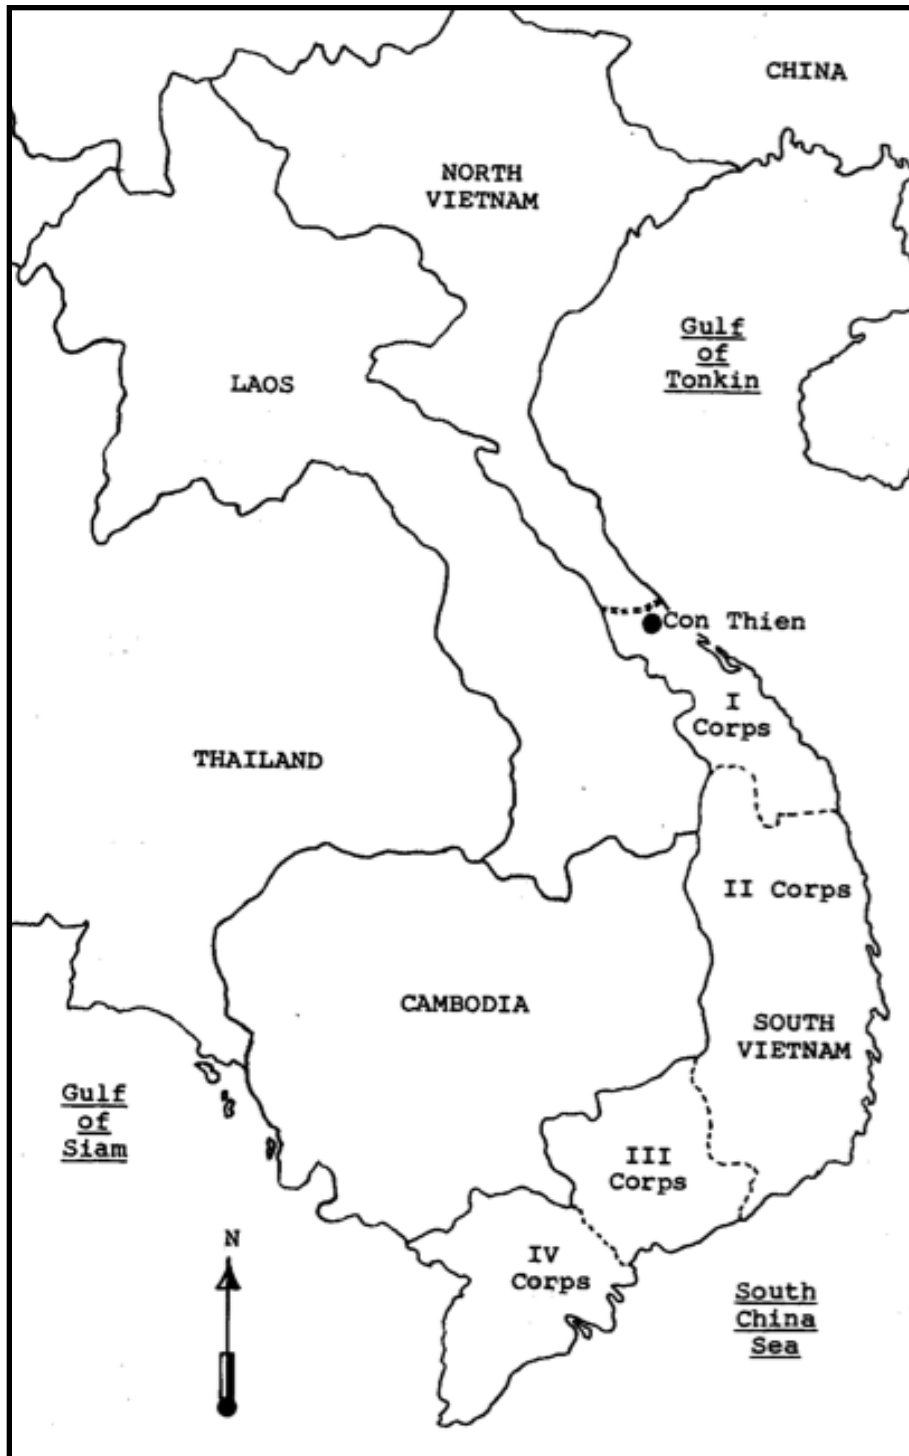 CHINA
NORTH
VIETNAM
Gulf
of
Tonkin
LAOS
Con Thien
I
Corps
THAILAND
II Corps
CAMBODIA
SOUTH
VIETNAM
Gulf
of
Siam
III
Corps
N
IV
Corps
South
China
Sea